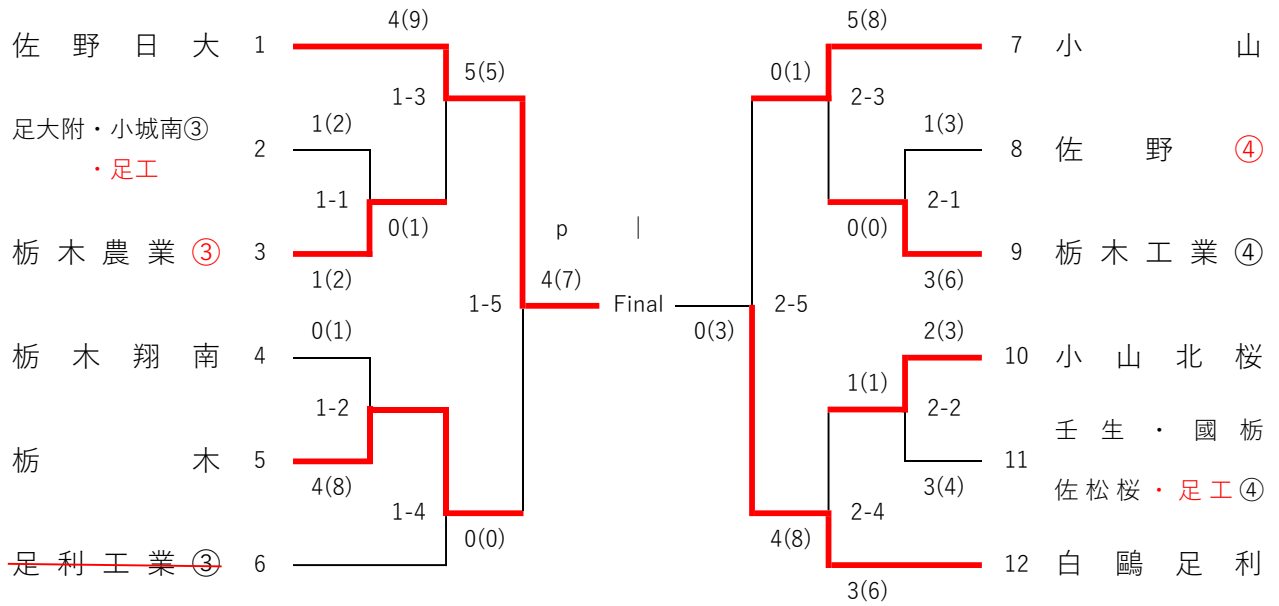 4(9)
佐野日大 1
5(5)
1-3
足大附・小城南③
・足工
2
1(2)
1-1
0(1)
栃木農業③ 3
1(2)
p |
4(7)
1-5
Final
0(1)
栃木翔南 4
1-2
栃木 5
4(8)
1-4
0(0)
足利工業③ 6
5(8)
7 小山
0(1)
2-3
1(3)
8 佐野④
2-1
0(0)
9 栃木工業④
3(6)
2-5
0(3)
2(3)
10 小山北桜
1(1)
2-2
11
壬生・國栃
佐松桜・足工④
3(4)
2-4
4(8)
12 白鷗足利
3(6)